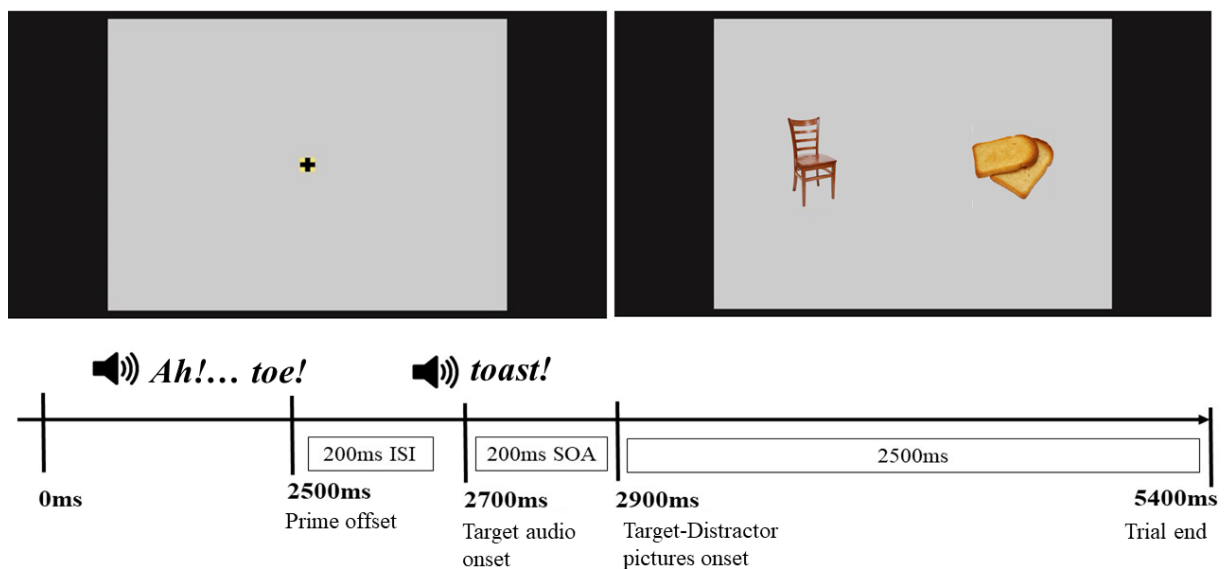 Ah!... toe!
toast!
200ms ISI
200ms SOA
2500ms
0ms
2500ms
Prime offset
2700ms
Target audio
onset
2900ms
Target-Distractor
pictures onset
5400ms
Trial end